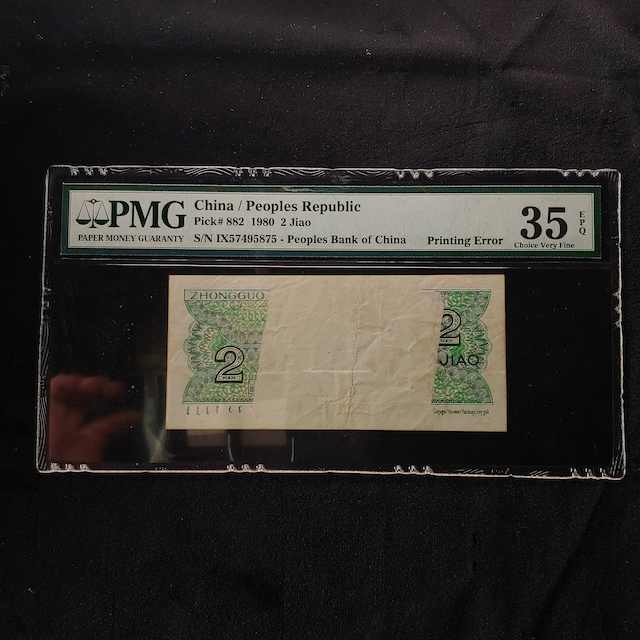 PMG
PAPER MONEY GUARANTY
China / Peoples Republic
Pick# 882 1980 2 Jiao
S/N IX57495875 - Peoples Bank of China
Printing Error
35
EPQ
Choice Very Fine
ZHONGGUO
2
2
JIAO